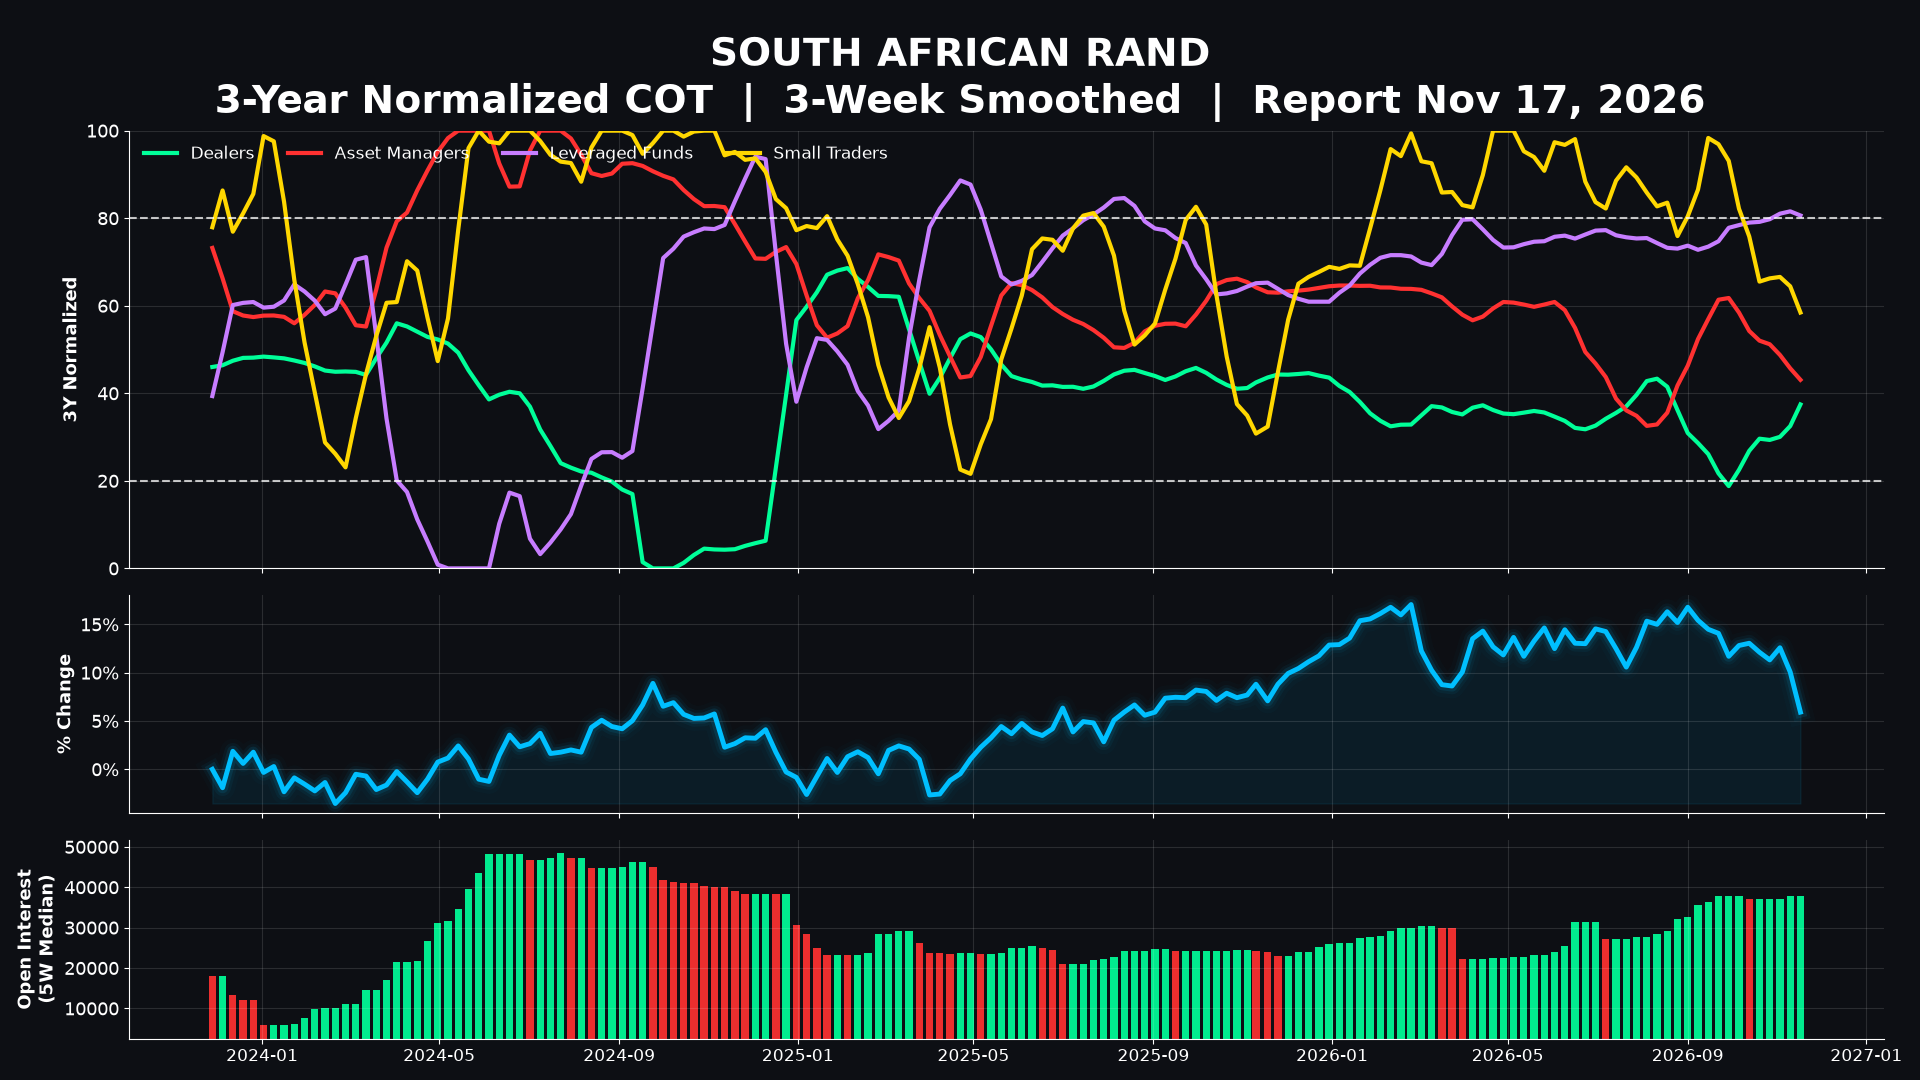 SOUTH AFRICAN RAND
3-Year Normalized COT | 3-Week Smoothed | Report Nov 17, 2026
Dealers Asset Managers Leveraged Funds Small Traders
3Y Normalized
100
80
60
40
20
0
% Change
15%
10%
5%
0%
Open Interest
(5W Median)
50000
40000
30000
20000
10000
2024-01 2024-05 2024-09 2025-01 2025-05 2025-09 2026-01 2026-05 2026-09 2027-01